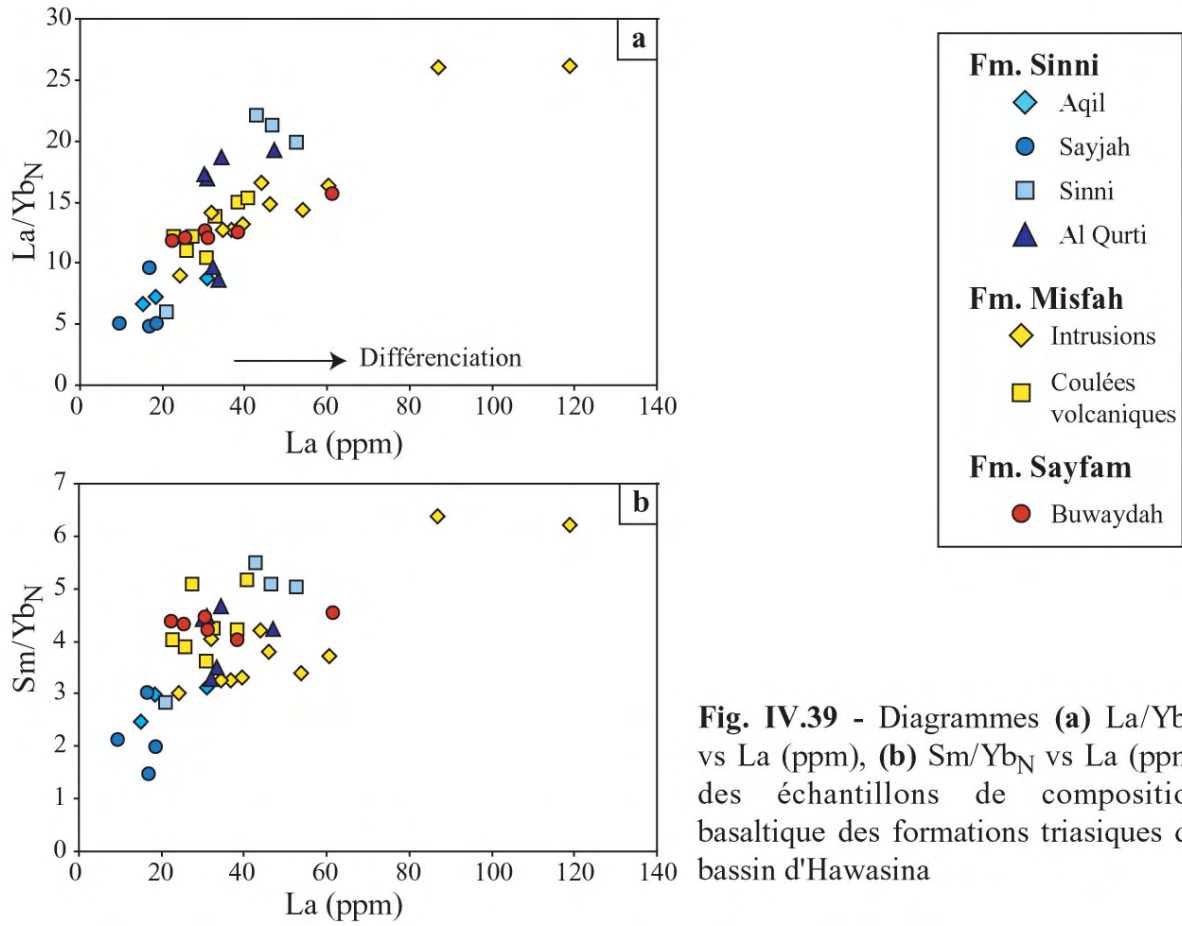 30
25
20
15
10
5
0
La/YbN
a
Différenciation
0 20 40 60 80 100 120 140
La (ppm)
7
6
5
4
3
2
1
0
Sm/YbN
b
0 20 40 60 80 100 120 140
La (ppm)
Fm. Sinni
Aqil
Sayjah
Sinni
Al Qurti
Fm. Misfah
Intrusions
Coulées
volcaniques
Fm. Sayfam
Buwaydah
Fig. IV.39 - Diagrammes (a) La/Yb
vs La (ppm), (b) Sm/YbN vs La (ppm
des échantillons de compositio
basaltique des formations triasiques d
bassin d'Hawasina